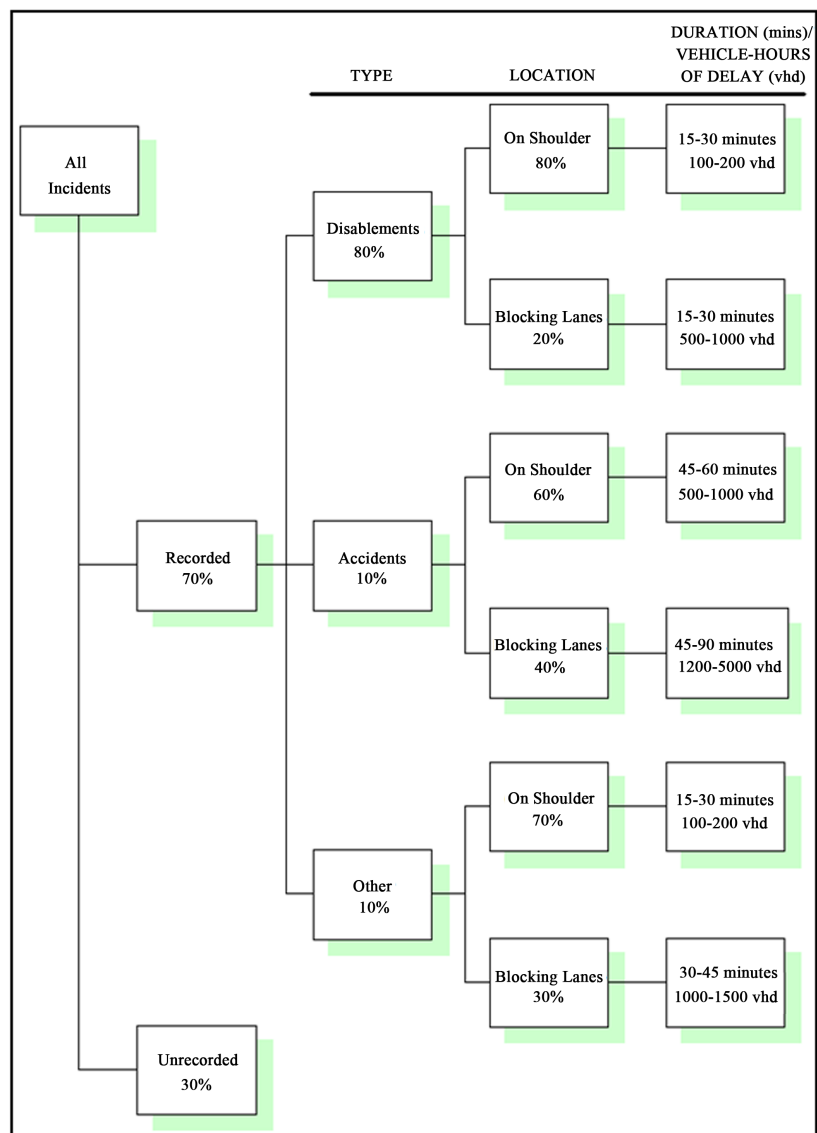 DURATION (mins)/
VEHICLE-HOURS
OF DELAY (vhd)
TYPE
LOCATION
All
Incidents
Recorded
70%
Unrecorded
30%
Disablements
80%
On Shoulder
80%
15-30 minutes
100-200 vhd
Blocking Lanes
20%
15-30 minutes
500-1000 vhd
Accidents
10%
On Shoulder
60%
45-60 minutes
500-1000 vhd
Blocking Lanes
40%
45-90 minutes
1200-5000 vhd
Other
10%
On Shoulder
70%
15-30 minutes
100-200 vhd
Blocking Lanes
30%
30-45 minutes
1000-1500 vhd